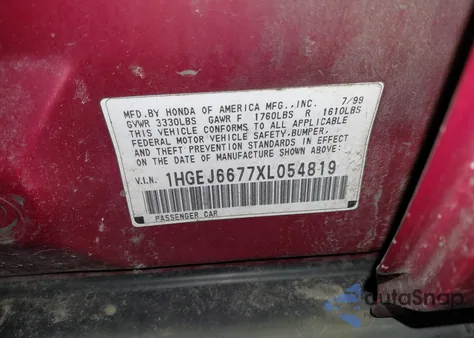 MFD.BY HONDA OF AMERICA MFG.,INC. 7/99
GVWR 3330LBS GAWR F 1760LBS R 1610LBS
THIS VEHICLE CONFORMS TO ALL APPLICABLE
FEDERAL MOTOR VEHICLE SAFETY,BUMPER,
AND THEFT PREVENTION STANDARDS IN EFFECT
ON THE DATE OF MANUFACTURE SHOWN ABOVE.
V.I.N. 1HGEJ6677XL054819
PASSENGER CAR
autoSnap